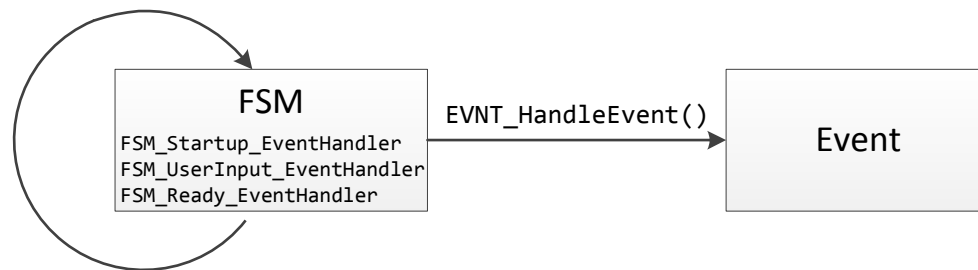 FSM
FSM_Startup_EventHandler
FSM_UserInput_EventHandler
FSM_Ready_EventHandler
EVNT_HandleEvent()
Event